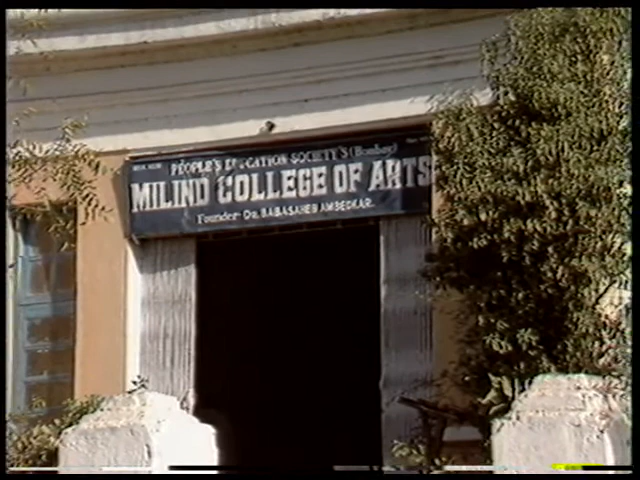 PEOPLE'S EDUCATION SOCIETY'S (Bombay)
MILIND COLLEGE OF ARTS
Founder- DR. BABASAHEB AMBEDKAR.